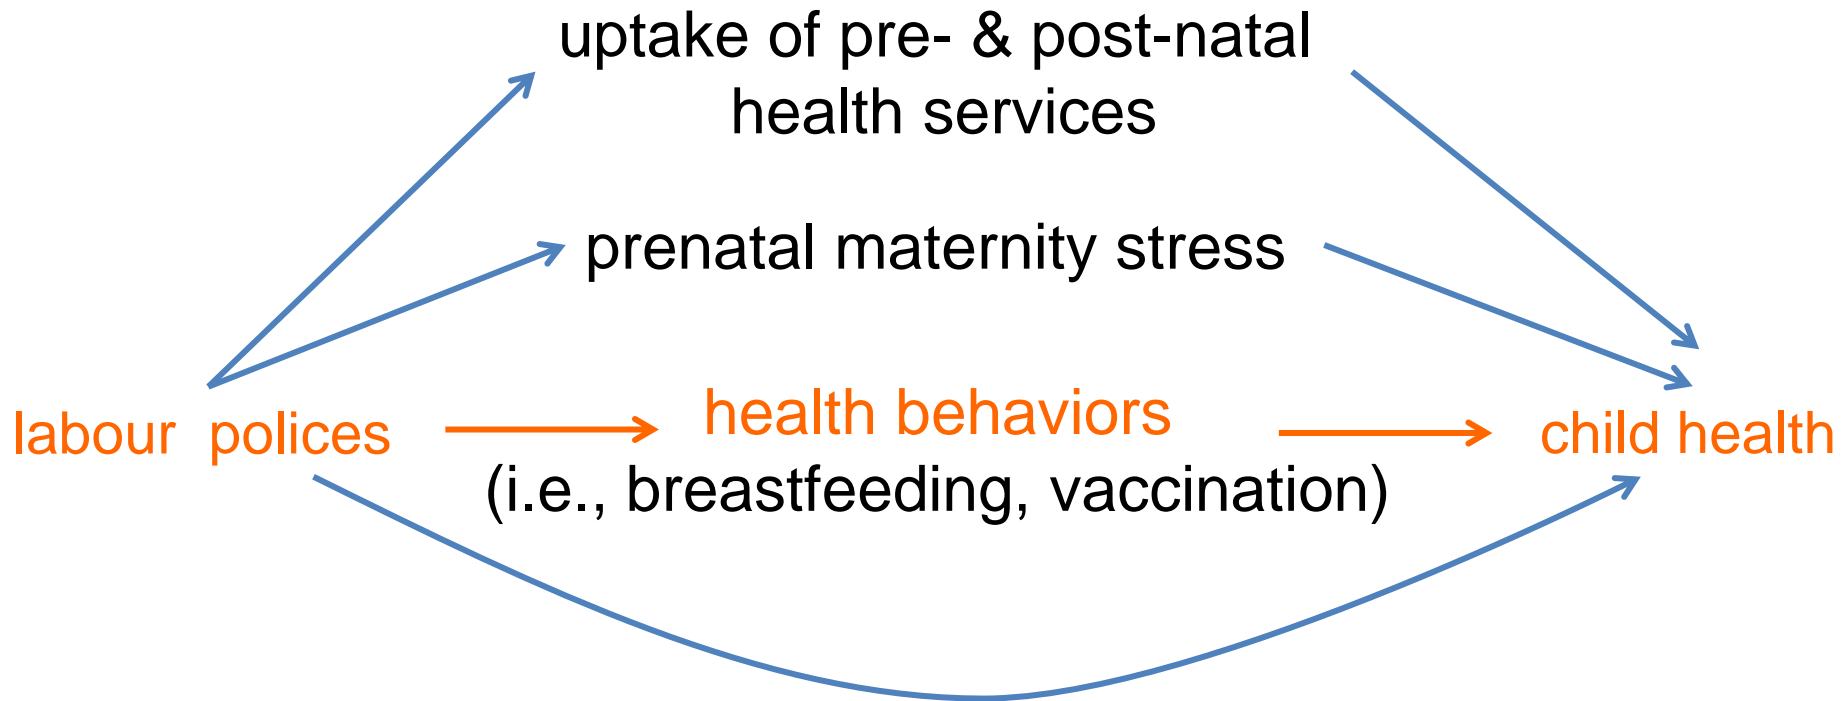 uptake of pre- & post-natal
health services
prenatal maternity stress
labour polices
health behaviors
child health
(i.e., breastfeeding, vaccination)